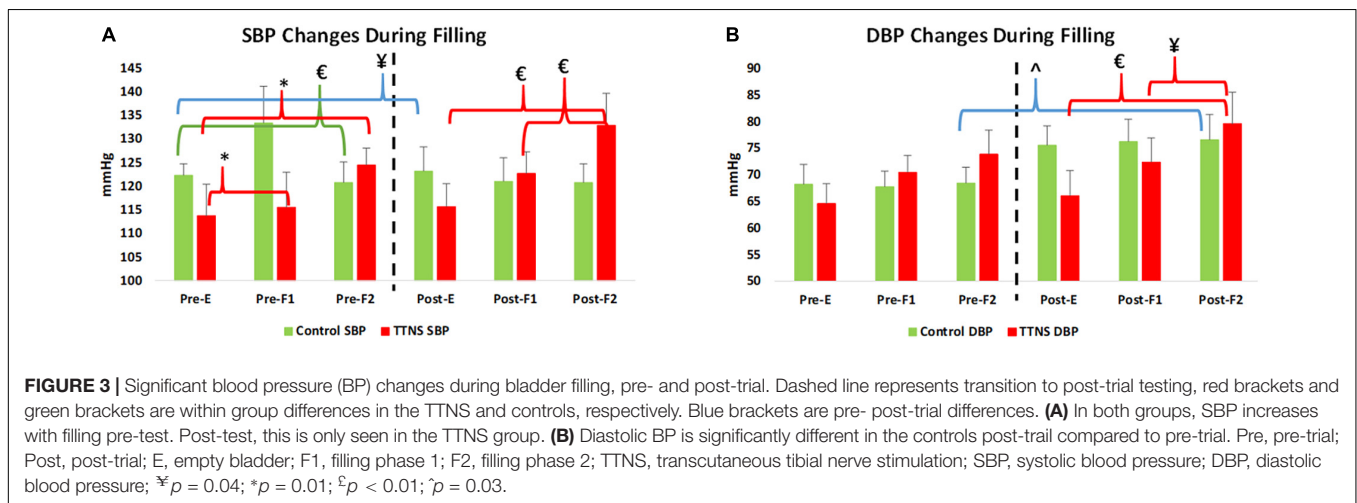 A
SBP Changes During Filling
145
140
135
130
125
120
115
110
105
100
mmHg
* * € ¥ € €
Pre-E Pre-F1 Pre-F2 Post-E Post-F1 Post-F2
Control SBP TTNS SBP
B
DBP Changes During Filling
90
85
80
75
70
65
60
55
50
mmHg
^ € ¥
Pre-E Pre-F1 Pre-F2 Post-E Post-F1 Post-F2
Control DBP TTNS DBP
FIGURE 3 | Significant blood pressure (BP) changes during bladder filling, pre- and post-trial. Dashed line represents transition to post-trial testing, red brackets and
green brackets are within group differences in the TTNS and controls, respectively. Blue brackets are pre- post-trial differences. (A) In both groups, SBP increases
with filling pre-test. Post-test, this is only seen in the TTNS group. (B) Diastolic BP is significantly different in the controls post-trail compared to pre-trial. Pre, pre-trial;
Post, post-trial; E, empty bladder; F1, filling phase 1; F2, filling phase 2; TTNS, transcutaneous tibial nerve stimulation; SBP, systolic blood pressure; DBP, diastolic
blood pressure; ¥p = 0.04; *p = 0.01; £p < 0.01; ^p = 0.03.